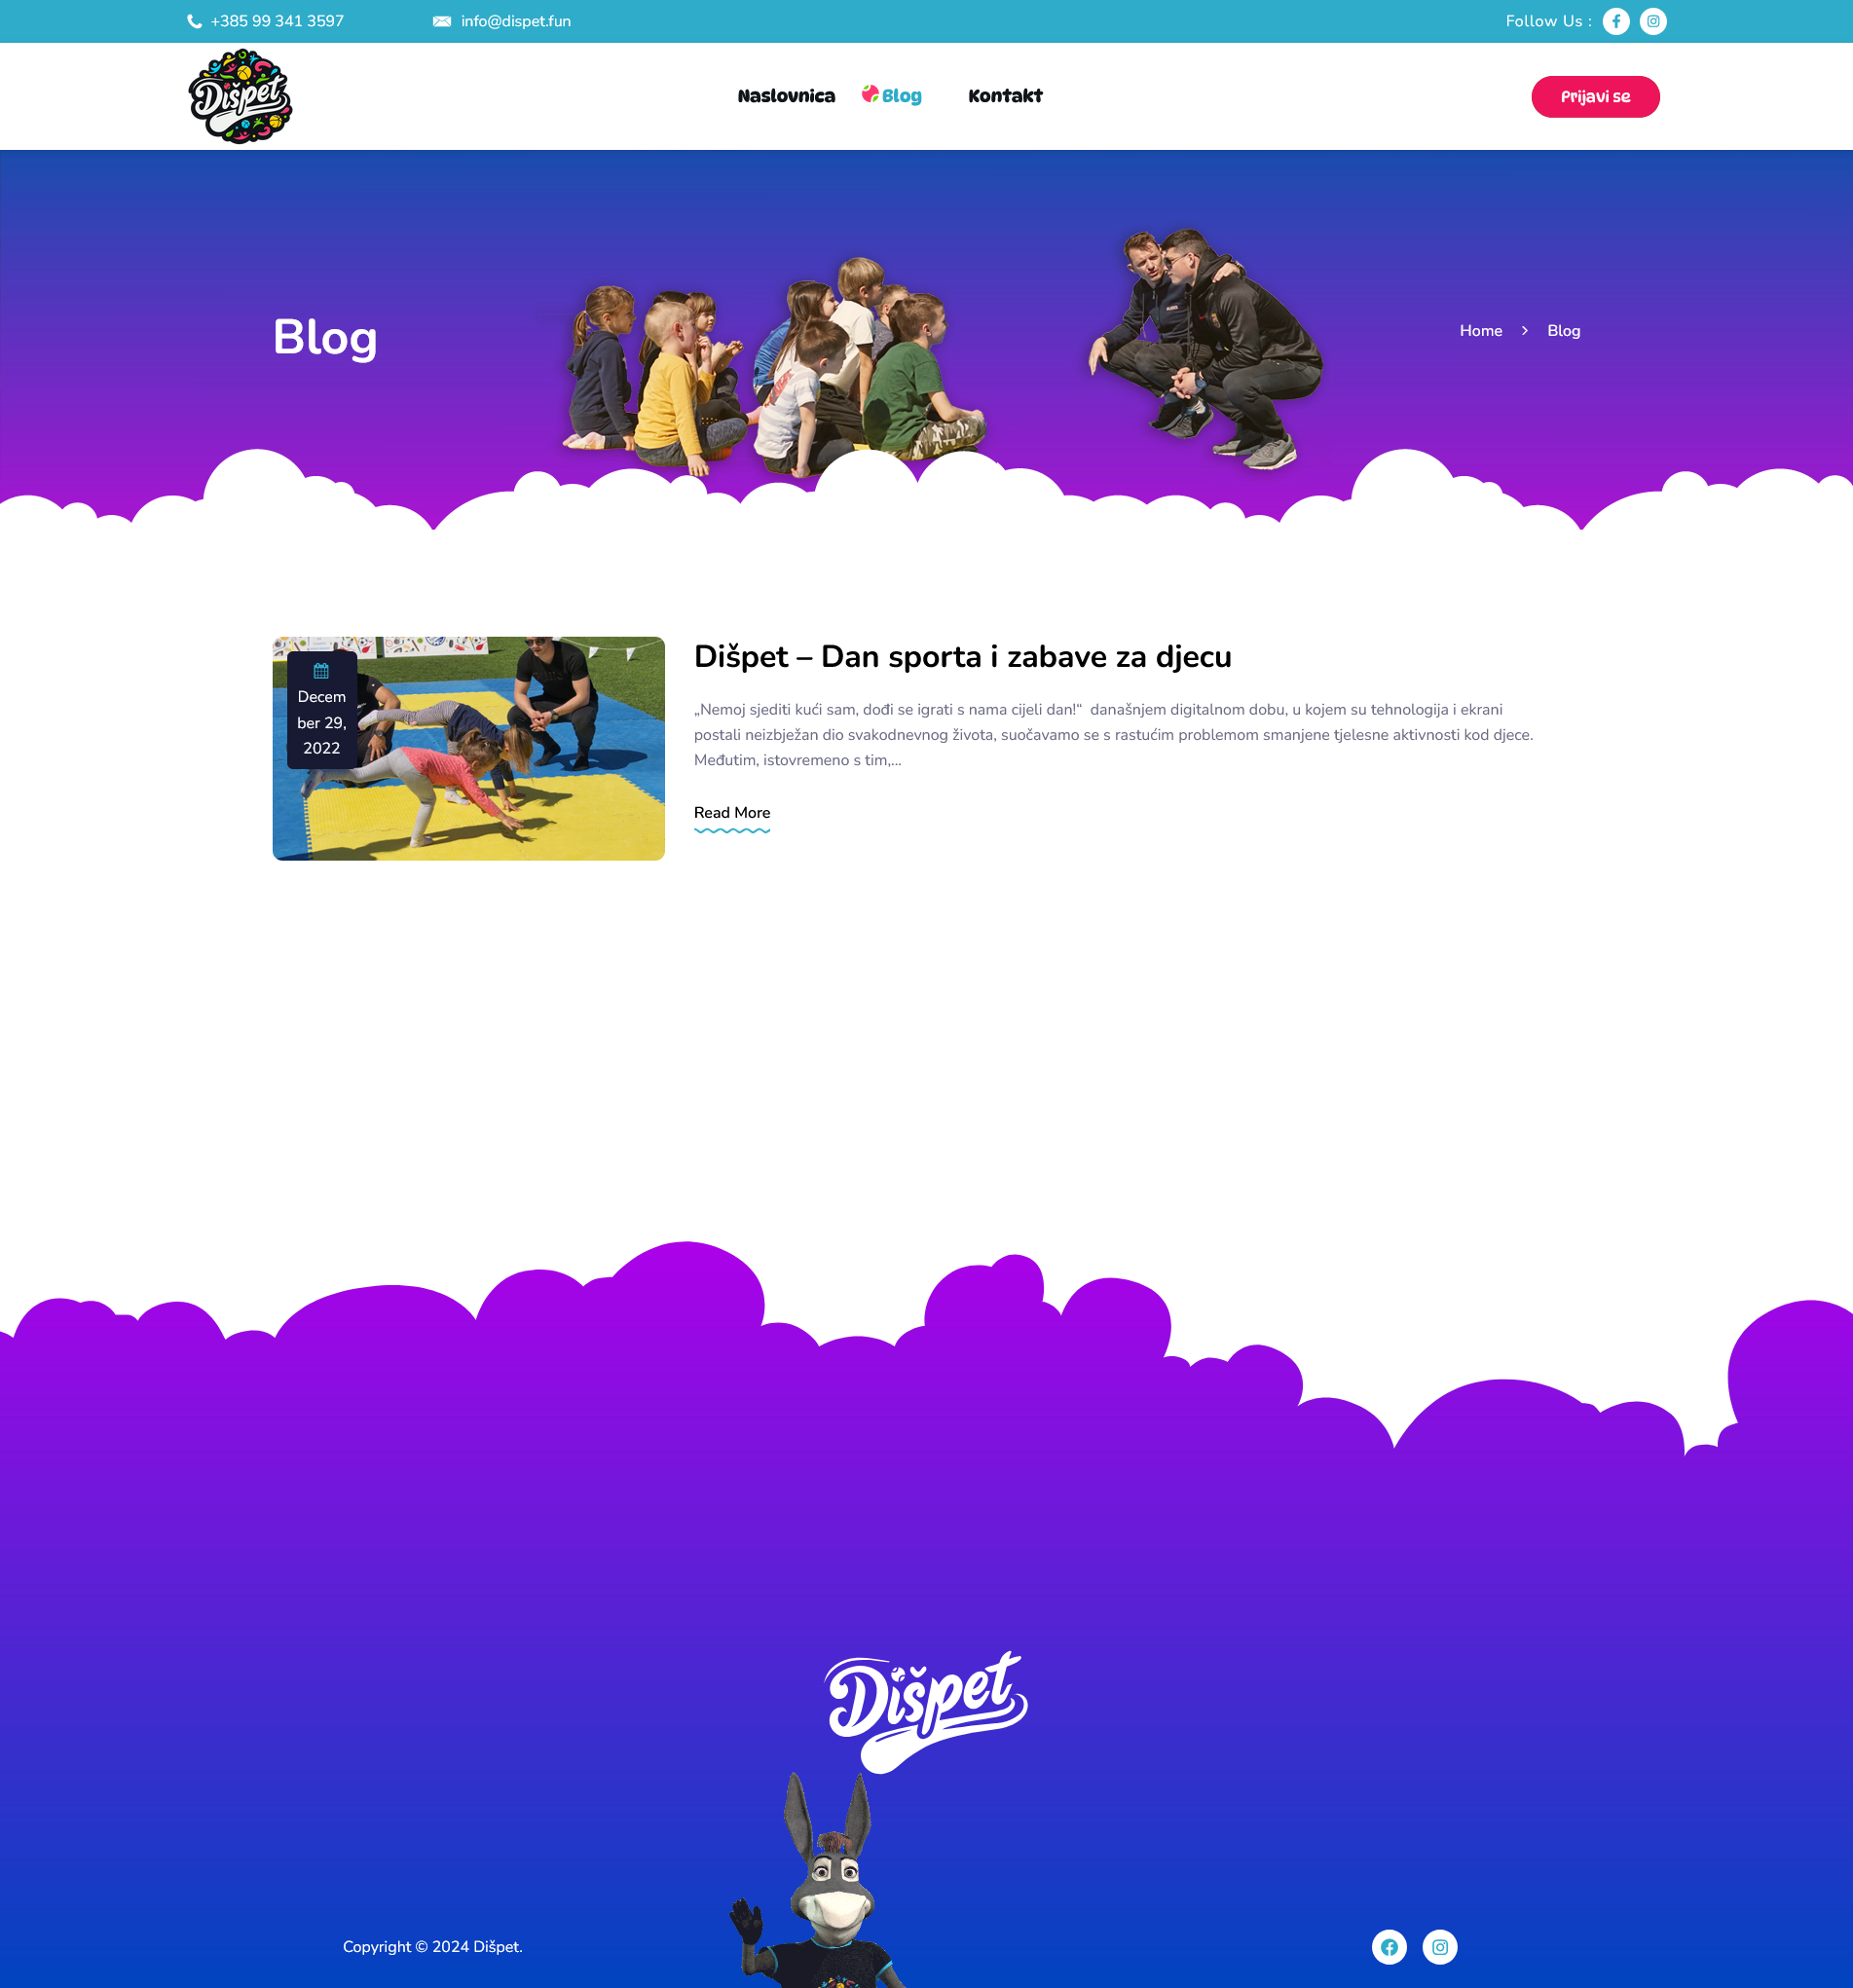 +385 99 341 3597
info@dispet.fun
Follow Us :
Dišpet
Naslovnica
Blog
Kontakt
Prijavi se
Blog
Home
Blog
Decem
ber 29,
2022
Dišpet – Dan sporta i zabave za djecu
„Nemoj sjediti kući sam, dođi se igrati s nama cijeli dan!“  današnjem digitalnom dobu, u kojem su tehnologija i ekrani
postali neizbježan dio svakodnevnog života, suočavamo se s rastućim problemom smanjene tjelesne aktivnosti kod djece.
Međutim, istovremeno s tim,...
Read More
Dišpet
Copyright © 2024 Dišpet.